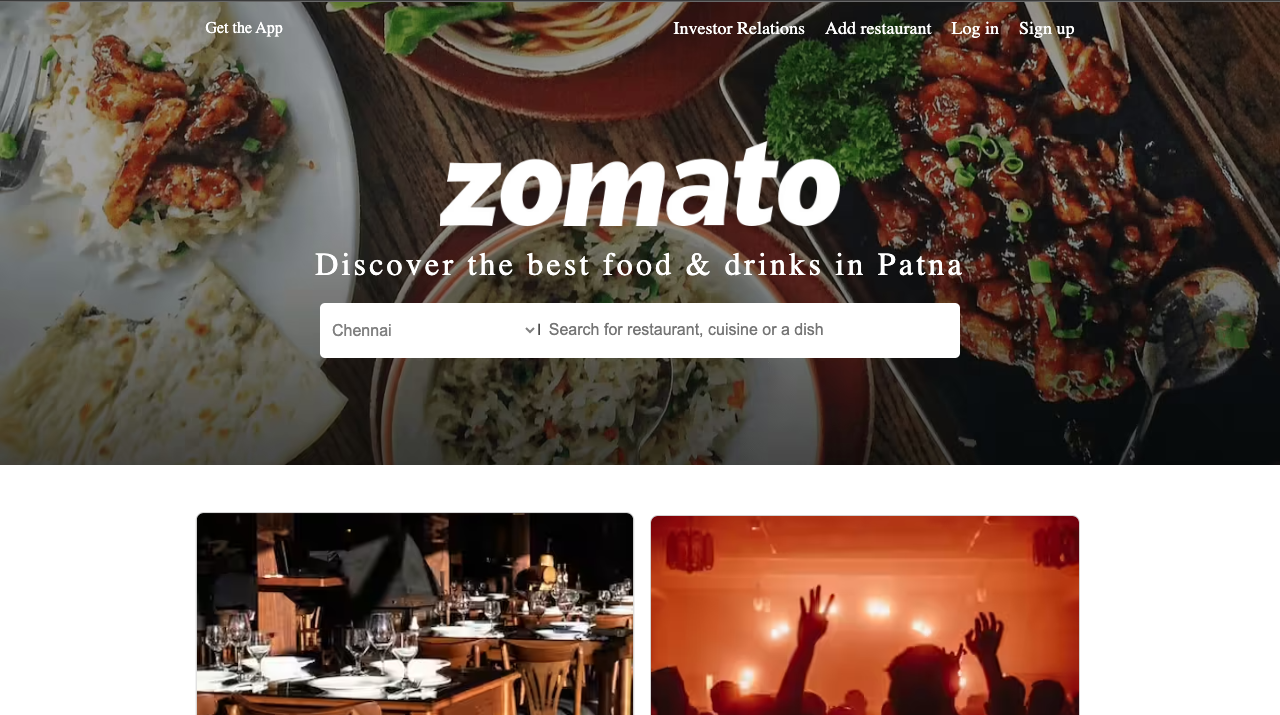 Get the App
Investor Relations Add restaurant Log in Sign up
zomato
Discover the best food & drinks in Patna
Chennai | Search for restaurant, cuisine or a dish